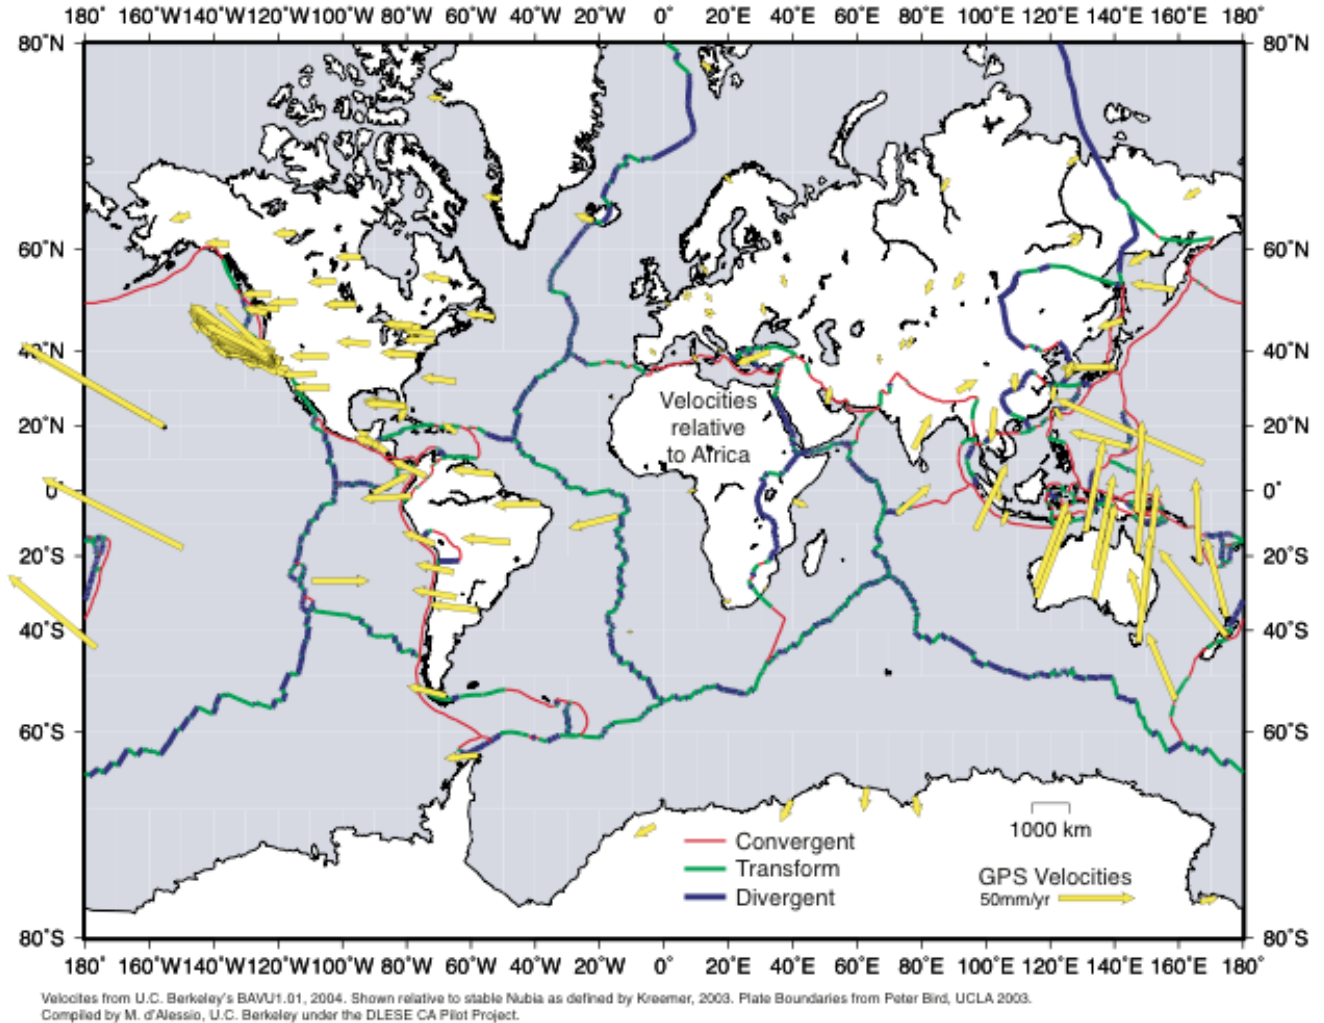 180˚ 160˚W 140˚W 120˚W 100˚W 80˚W 60˚W 40˚W 20˚W 0˚ 20˚E 40˚E 60˚E 80˚E 100˚E 120˚E 140˚E 160˚E 180˚
80˚N 80˚N
60˚N 60˚N
40˚N 40˚N
Velocities
relative
to Africa
20˚N 20˚N
0˚ 0˚
20˚S 20˚S
40˚S 40˚S
60˚S 60˚S
1000 km
Convergent
Transform
Divergent
GPS Velocities
50mm/yr
80˚S 80˚S
180˚ 160˚W 140˚W 120˚W 100˚W 80˚W 60˚W 40˚W 20˚W 0˚ 20˚E 40˚E 60˚E 80˚E 100˚E 120˚E 140˚E 160˚E 180˚
Velocites from U.C. Berkeley's BAVU1.01, 2004. Shown relative to stable Nubia as defined by Kreemer, 2003. Plate Boundaries from Peter Bird, UCLA 2003.
Compiled by M. d'Alessio, U.C. Berkeley under the DLESE CA Pilot Project.